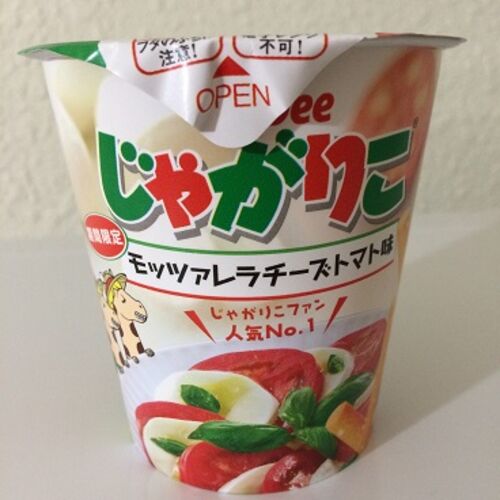 注意!
不可!
OPEN
じゃがりこ
期間限定
モッツァレラチーズトマト味
じゃがりこファン
人気No.1